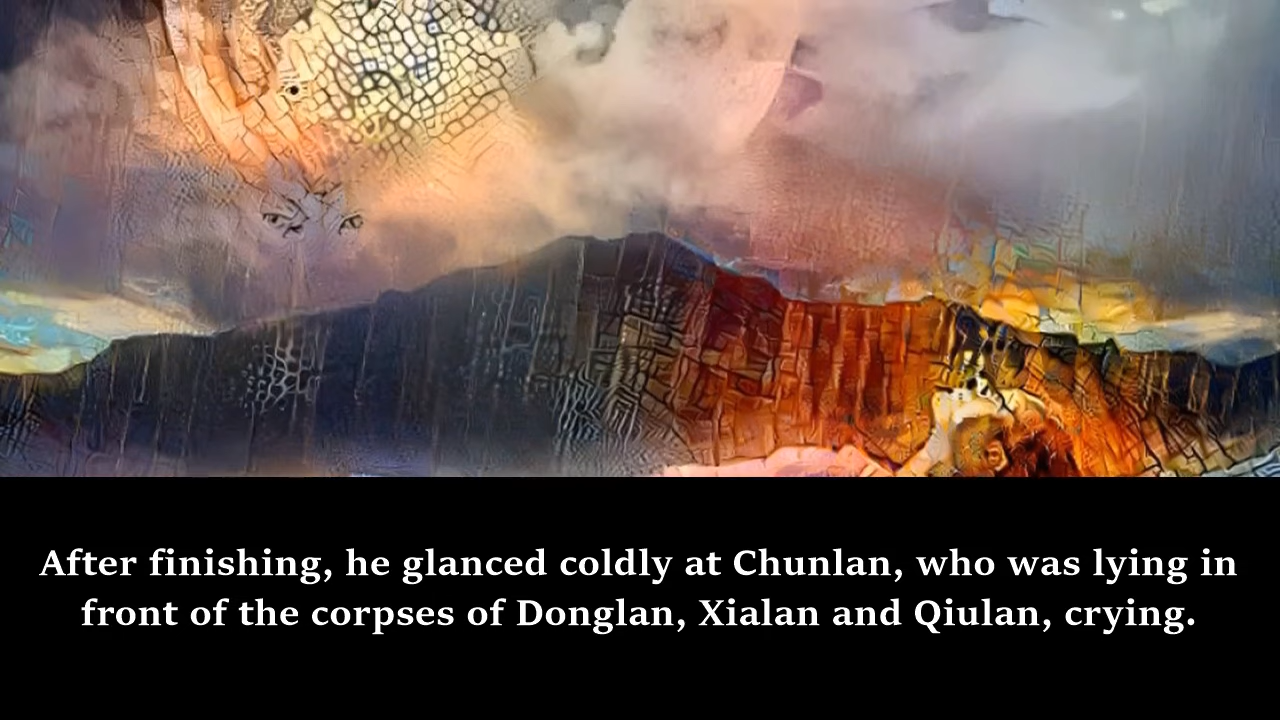 After finishing, he glanced coldly at Chunlan, who was lying in
front of the corpses of Donglan, Xialan and Qiulan, crying.